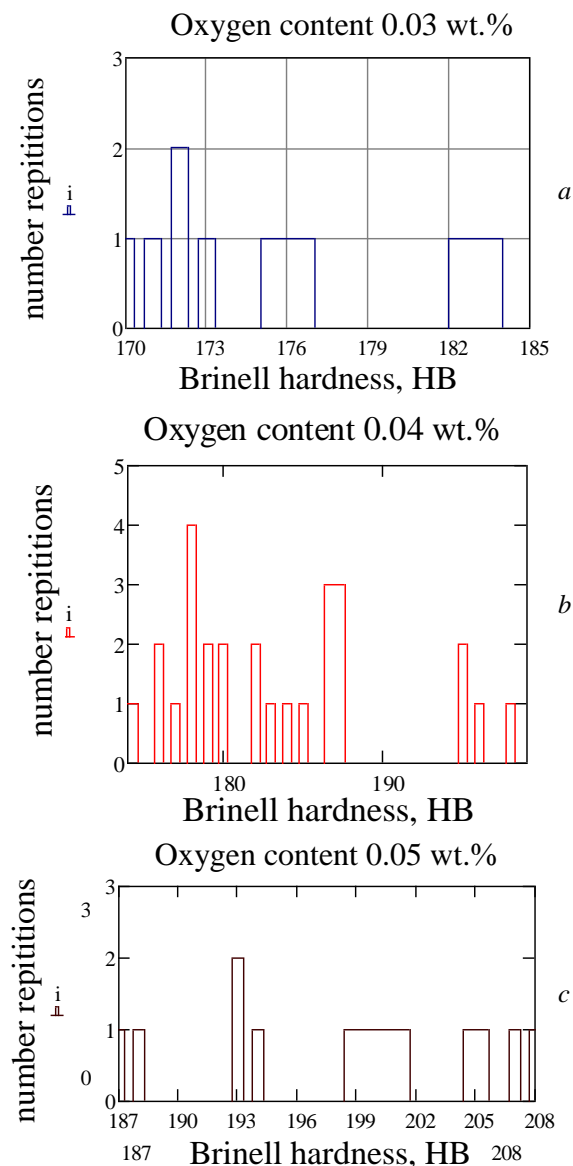 Oxygen content 0.03 wt.%
number repititions
i
3
2
1
0
170 173 176 179 182 185
Brinell hardness, HB
a
Oxygen content 0.04 wt.%
number repititions
i
5
4
3
2
1
0
180 190
Brinell hardness, HB
b
Oxygen content 0.05 wt.%
number repititions
i
3
0
3
2
1
0
187 190 193 196 199 202 205 208
187 Brinell hardness, HB 208
c